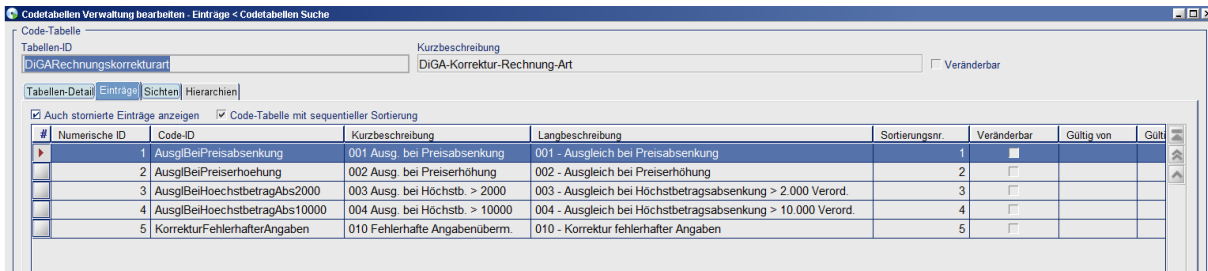 Codetabellen Verwaltung bearbeiten - Einträge < Codetabellen Suche
Code-Tabelle
Tabellen-ID Kurzbeschreibung
DiGARechnungskorrekturart DiGA-Korrektur-Rechnung-Art Veränderbar
Tabellen-Detail Einträge Sichten Hierarchien
Auch stornierte Einträge anzeigen Code-Tabelle mit sequentieller Sortierung
# Numerische ID Code-ID Kurzbeschreibung Langbeschreibung Sortierungsnr. Veränderbar Gültig von Gülti
1 AusglBeiPreisabsenkung 001 Ausg. bei Preisabsenkung 001 - Ausgleich bei Preisabsenkung 1
2 AusglBeiPreiserhoehung 002 Ausg. bei Preiserhöhung 002 - Ausgleich bei Preiserhöhung 2
3 AusglBeiHoechstbetragAbs2000 003 Ausg. bei Höchstb. > 2000 003 - Ausgleich bei Höchstbetragsabsenkung > 2.000 Verord. 3
4 AusglBeiHoechstbetragAbs10000 004 Ausg. bei Höchstb. > 10000 004 - Ausgleich bei Höchstbetragsabsenkung > 10.000 Verord. 4
5 KorrekturFehlerhafterAngaben 010 Fehlerhafte Angabenüberm. 010 - Korrektur fehlerhafter Angaben 5